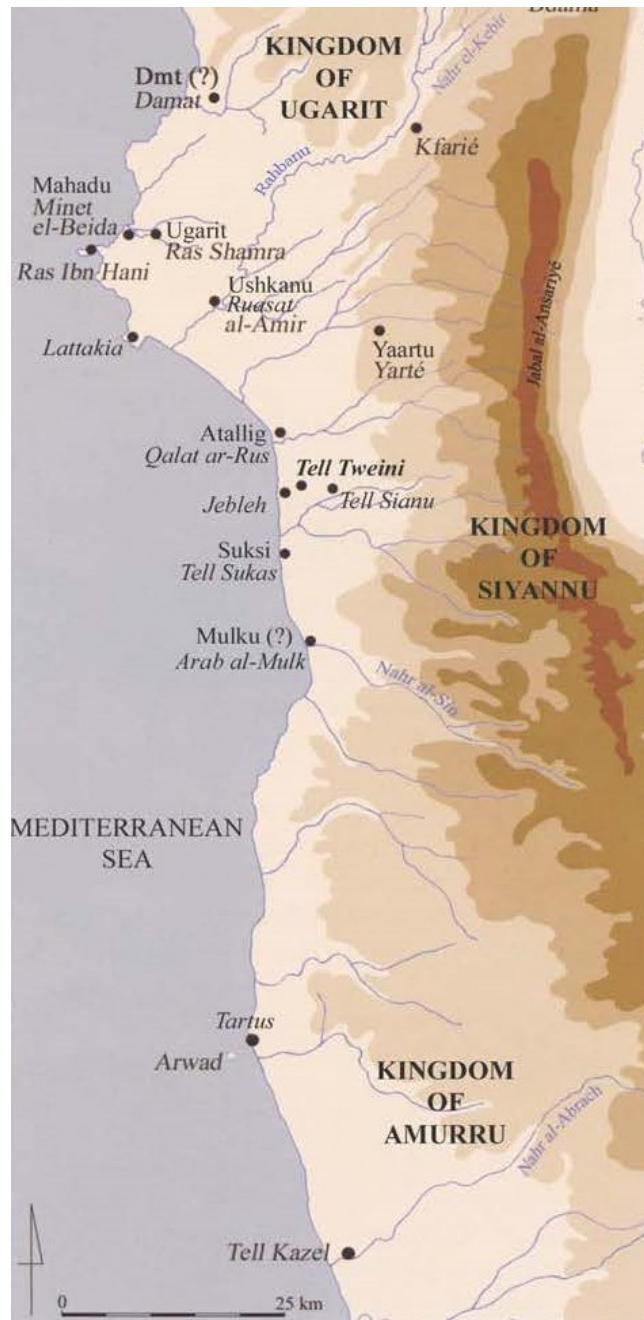 KINGDOM
OF
UGARIT
Nahr el-Kebir
Dmt (?)
Damat
Kfarié
Rahbanu
Mahadu
Minet
el-Beida
Ugarit
Ras Shamra
Ras Ibn Hani
Ushkanu
Ruasat
al-Amir
Lattakia
Yaartu
Yarté
Jabal al-Ansariyé
Atallig
Qalat ar-Rus
Tell Tweini
Jebleh
Tell Sianu
KINGDOM
OF
SIYANNU
Suksi
Tell Sukas
Mulku (?)
Arab al-Mulk
Nahr al-Sin
MEDITERRANEAN
SEA
Tartus
Arwad
KINGDOM
OF
AMURRU
Nahr al-Abrach
Tell Kazel
0 25 km